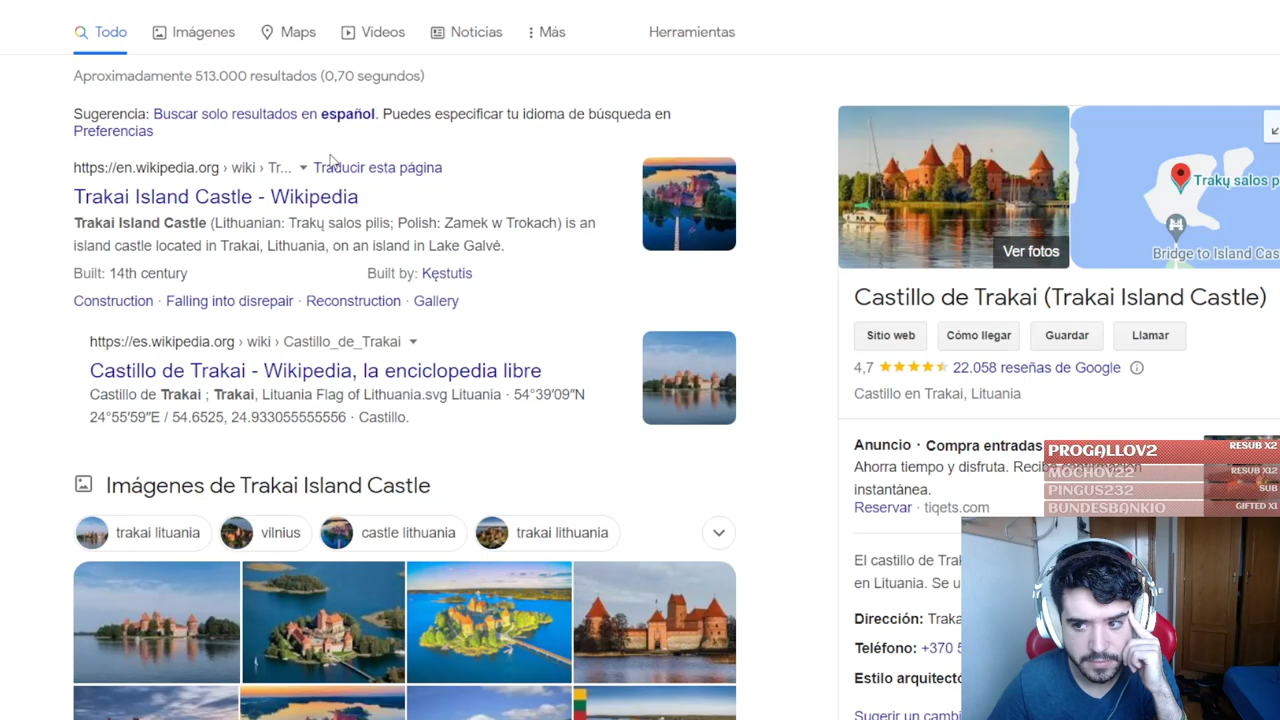 Todo Imágenes Maps Videos Noticias Más Herramientas
Aproximadamente 513.000 resultados (0,70 segundos)
Sugerencia: Buscar solo resultados en español. Puedes especificar tu idioma de búsqueda en
Preferencias
https://en.wikipedia.org › wiki › Tr... Traducir esta página
Trakai Island Castle - Wikipedia
Trakai Island Castle (Lithuanian: Trakų salos pilis; Polish: Zamek w Trokach) is an
island castle located in Trakai, Lithuania, on an island in Lake Galvė.
Built: 14th century Built by: Kęstutis
Construction · Falling into disrepair · Reconstruction · Gallery
https://es.wikipedia.org › wiki › Castillo_de_Trakai
Castillo de Trakai - Wikipedia, la enciclopedia libre
Castillo de Trakai ; Trakai, Lituania Flag of Lithuania.svg Lituania · 54°39′09″N
24°55′59″E / 54.6525, 24.933055555556 · Castillo.
Imágenes de Trakai Island Castle
trakai lituania vilnius castle lithuania trakai lithuania
Trakų salos p
Bridge to Island Cas
Ver fotos
Castillo de Trakai (Trakai Island Castle)
Sitio web Cómo llegar Guardar Llamar
4,7 22.058 reseñas de Google
Castillo en Trakai, Lituania
Anuncio · Compra entradas
Ahora tiempo y disfruta.
instantánea.
Reservar · tiqets.com
El castillo de Tra
en Lituania. Se u
Dirección: Traka
Teléfono: +370 5
Estilo arquitecto
Sugerir un cambi
PROGALLOV2 RESUB X2
MOCHOV22 RESUB X12
PINGUS232 SUB
BUNDESBANKIO GIFTED X1